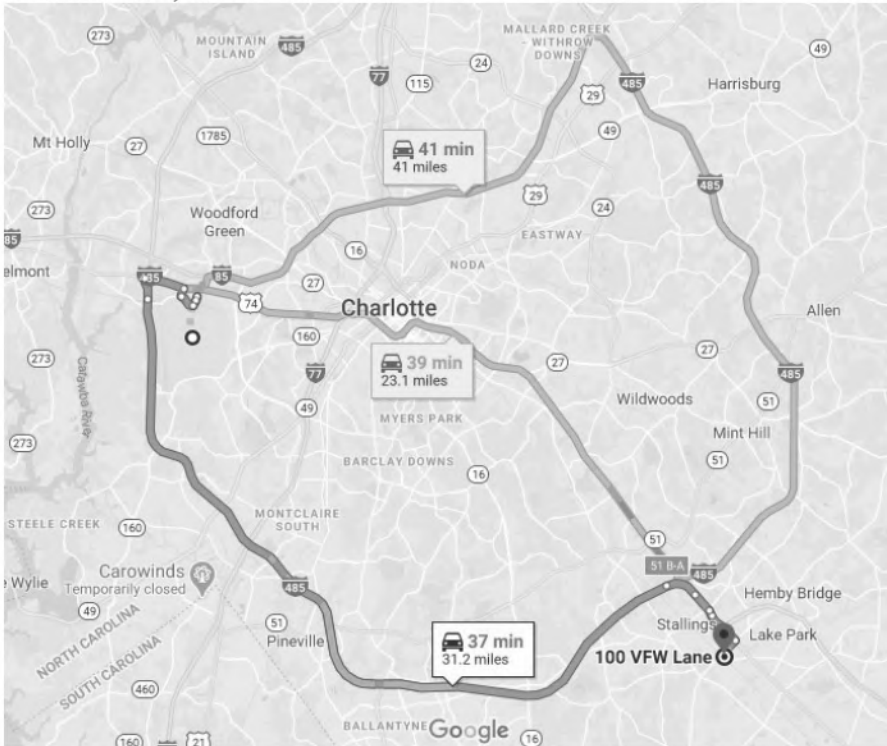 273
MOUNTAIN
ISLAND
485
77
24
115
MALLARD CREEK
- WITHROW
DOWNS
49
485
Harrisburg
29
49
Mt Holly
27
1785
41 min
41 miles
485
273
Woodford
Green
29
24
EASTWAY
85
16
elmont
485
85
27
NODA
74
Charlotte
Allen
160
273
Catawba River
77
39 min
23.1 miles
27
27
485
49
Wildwoods
51
MYERS PARK
Mint Hill
273
BARCLAY DOWNS
16
51
STEELE CREEK
160
MONTCLAIRE
SOUTH
51
51 B-A
485
e Wylie
Carowinds
Temporarily closed
485
Hemby Bridge
49
51
Pineville
Stallings
Lake Park
NORTH CAROLINA
SOUTH CAROLINA
37 min
31.2 miles
100 VFW Lane
460
BALLANTYNE
Google
16
160
21